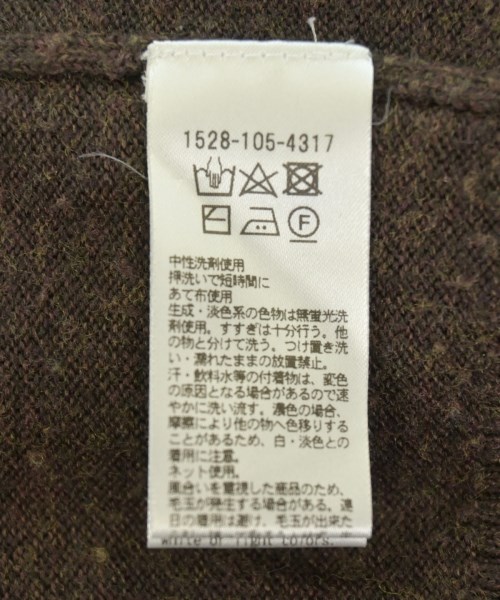 1528-105-4317
F
中性洗剤使用
押洗いで短時間に
あて布使用
生成・淡色系の色物は無蛍光洗
剤使用。すすぎは十分行う。他
の物と分けて洗う。つけ置き洗
い・濡れたままの放置禁止。
汗・飲料水等の付着物は、変色
の原因となる場合があるので速
やかに洗い流す。濃色の場合、
摩擦により他の物へ色移りする
ことがあるため、白・淡色との
着用に注意。
ネット使用。
風合いを重視した商品のため、
毛玉が発生する場合がある。連
日の着用は避け、毛玉が出来た
white or light colors.